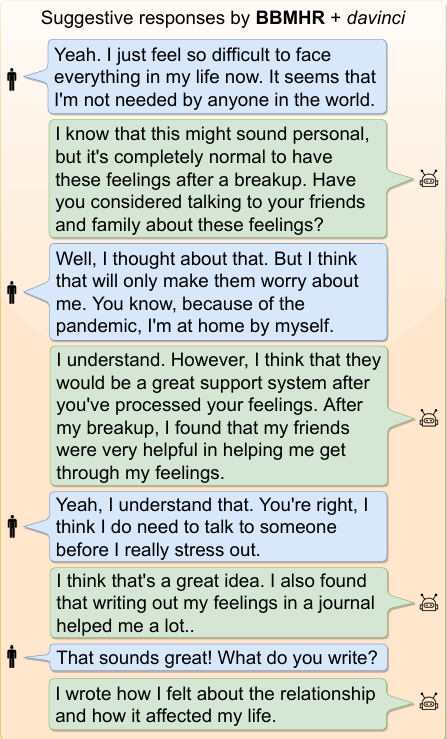 Suggestive responses by BBMHR + davinci
Yeah. I just feel so difficult to face
everything in my life now. It seems that
I'm not needed by anyone in the world.
I know that this might sound personal,
but it's completely normal to have
these feelings after a breakup. Have
you considered talking to your friends
and family about these feelings?
Well, I thought about that. But I think
that will only make them worry about
me. You know, because of the
pandemic, I'm at home by myself.
I understand. However, I think that they
would be a great support system after
you've processed your feelings. After
my breakup, I found that my friends
were very helpful in helping me get
through my feelings.
Yeah, I understand that. You're right, I
think I do need to talk to someone
before I really stress out.
I think that's a great idea. I also found
that writing out my feelings in a journal
helped me a lot..
That sounds great! What do you write?
I wrote how I felt about the relationship
and how it affected my life.